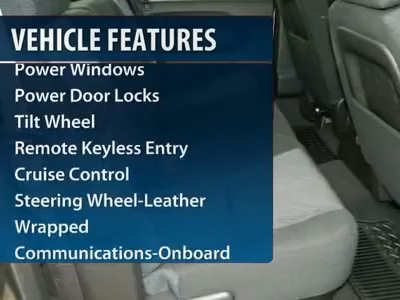 VEHICLE FEATURES
Power Windows
Power Door Locks
Tilt Wheel
Remote Keyless Entry
Cruise Control
Steering Wheel-Leather
Wrapped
Communications-Onboard